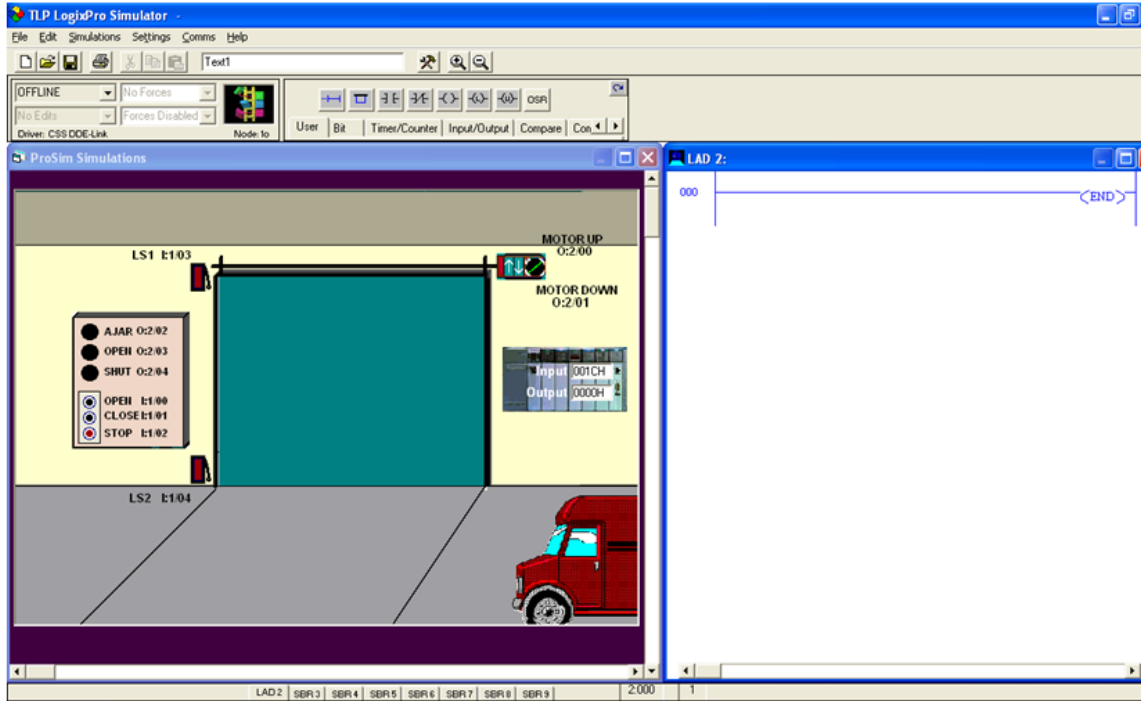 TLP LogixPro Simulator -
File Edit Simulations Settings Comms Help
Text1
OFFLINE
No Forces
No Edits
Forces Disabled
Driver: CSS DDE-Link
Node: 1o
OSR
User Bit Timer/Counter Input/Output Compare Con
ProSim Simulations
LS1 I:1/03
MOTOR UP
O:2/00
MOTOR DOWN
O:2/01
AJAR O:2/02
OPEN O:2/03
SHUT O:2/04
OPEN I:1/00
CLOSE I:1/01
STOP I:1/02
Input 001CH
Output 0000H
LS2 I:1/04
LAD 2:
000
END
LAD 2 SBR 3 SBR 4 SBR 5 SBR 6 SBR 7 SBR 8 SBR 9
2.000 1